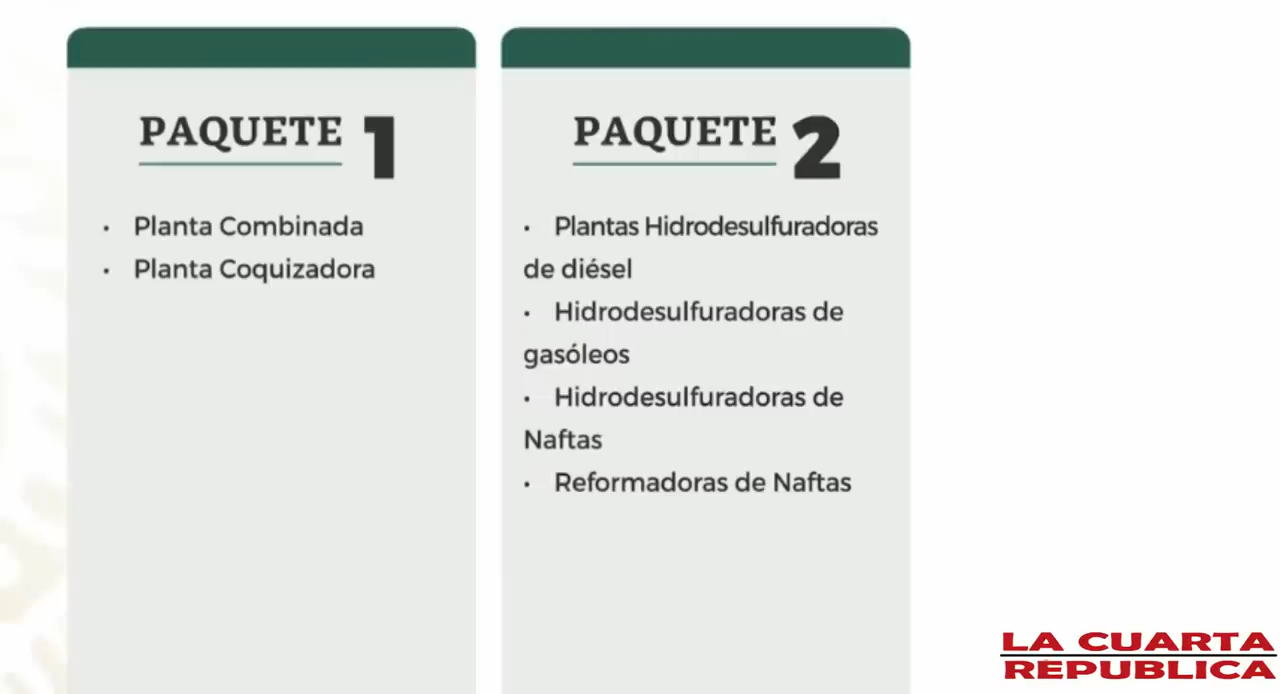 PAQUETE 1
• Planta Combinada
• Planta Coquizadora
PAQUETE 2
• Plantas Hidrodesulfuradoras
de diésel
• Hidrodesulfuradoras de
gasóleos
• Hidrodesulfuradoras de
Naftas
• Reformadoras de Naftas
LA CUARTA
REPÚBLICA